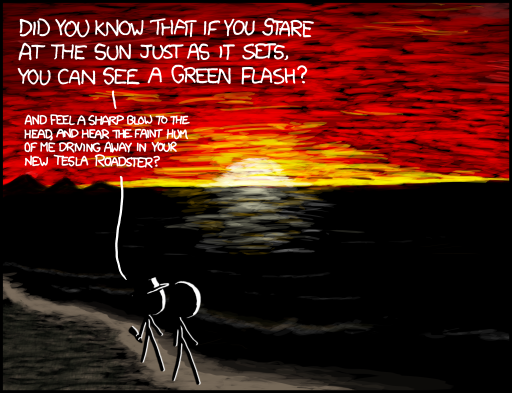 DID YOU KNOW THAT IF YOU STARE
AT THE SUN JUST AS IT SETS,
YOU CAN SEE A GREEN FLASH?
AND FEEL A SHARP BLOW TO THE
HEAD, AND HEAR THE FAINT HUM
OF ME DRIVING AWAY IN YOUR
NEW TESLA ROADSTER?